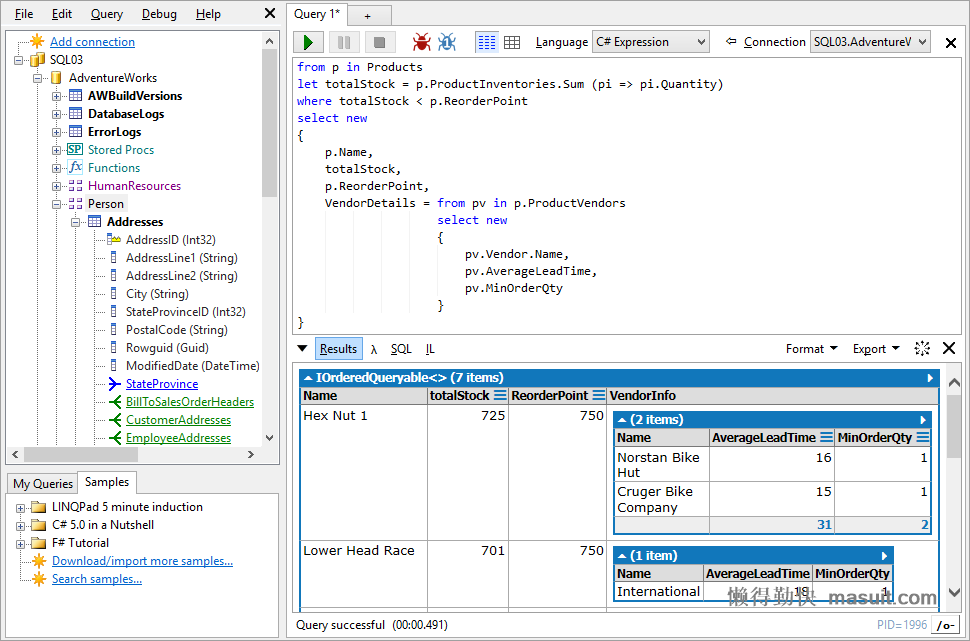 File Edit Query Debug Help
Query 1* +
Add connection
SQL03
AdventureWorks
AWBuildVersions
DatabaseLogs
ErrorLogs
SP Stored Procs
fx Functions
HumanResources
Person
Addresses
AddressID (Int32)
AddressLine1 (String)
AddressLine2 (String)
City (String)
StateProvinceID (Int32)
PostalCode (String)
Rowguid (Guid)
ModifiedDate (DateTime)
StateProvince
BillToSalesOrderHeaders
CustomerAddresses
EmployeeAddresses
My Queries Samples
LINQPad 5 minute induction
C# 5.0 in a Nutshell
F# Tutorial
Download/import more samples...
Search samples...
Language C# Expression Connection SQL03.AdventureW
from p in Products
let totalStock = p.ProductInventories.Sum (pi => pi.Quantity)
where totalStock < p.ReorderPoint
select new
{
p.Name,
totalStock,
p.ReorderPoint,
VendorDetails = from pv in p.ProductVendors
select new
{
pv.Vendor.Name,
pv.AverageLeadTime,
pv.MinOrderQty
}
}
Results λ SQL IL Format Export
IOrderedQueryable<> (7 items)
Name totalStock ReorderPoint VendorInfo
Hex Nut 1 725 750
(2 items)
Name AverageLeadTime MinOrderQty
Norstan Bike Hut 16 1
Cruger Bike Company 15 1
31 2
Lower Head Race 701 750
(1 item)
Name AverageLeadTime MinOrderQty
International 18 1
懒得勤快 masuit.com
Query successful (00:00.491) PID=1996 /o-